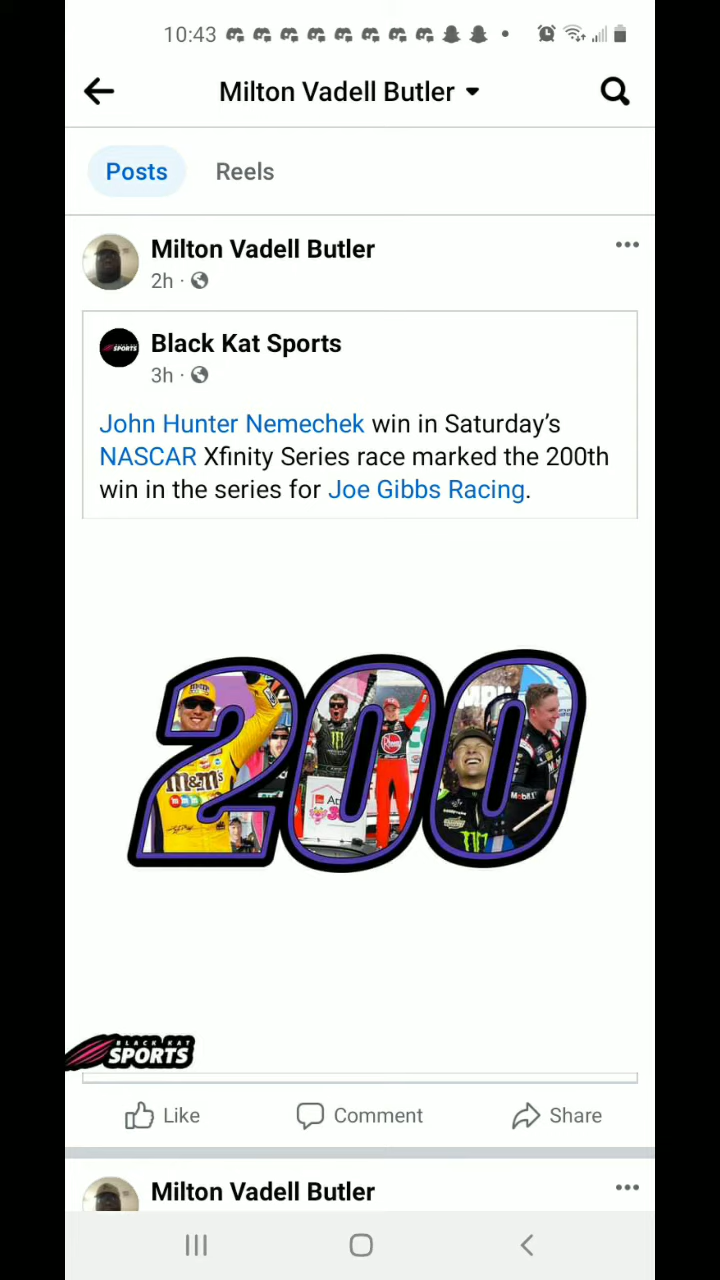 10:43
Milton Vadell Butler
Posts
Reels
Milton Vadell Butler
2h ·
Black Kat Sports
3h ·
John Hunter Nemechek win in Saturday’s
NASCAR Xfinity Series race marked the 200th
win in the series for Joe Gibbs Racing.
200
m&m's
BLACK KAT
SPORTS
Like
Comment
Share
Milton Vadell Butler